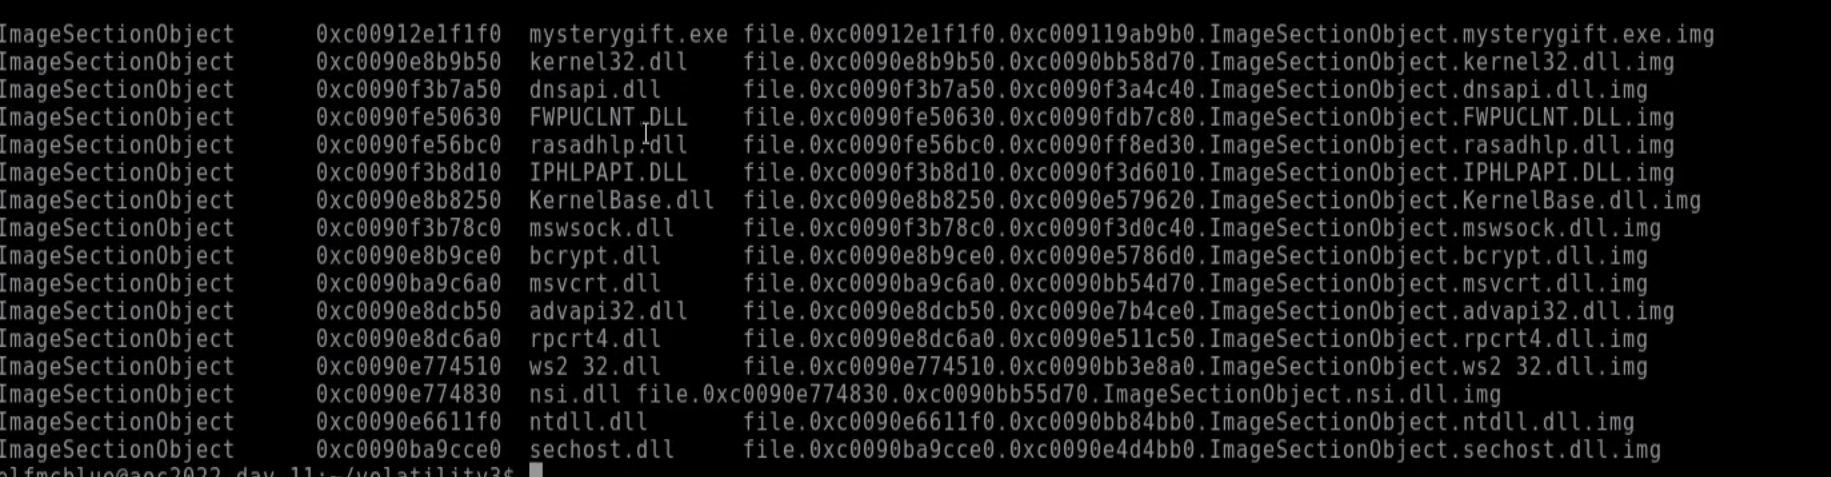 ImageSectionObject 0xc00912e1f1f0 mysterygift.exe file.0xc00912e1f1f0.0xc009119ab9b0.ImageSectionObject.mysterygift.exe.img
ImageSectionObject 0xc0090e8b9b50 kernel32.dll file.0xc0090e8b9b50.0xc0090bb58d70.ImageSectionObject.kernel32.dll.img
ImageSectionObject 0xc0090f3b7a50 dnsapi.dll file.0xc0090f3b7a50.0xc0090f3a4c40.ImageSectionObject.dnsapi.dll.img
ImageSectionObject 0xc0090fe50630 FWPUCLNT.DLL file.0xc0090fe50630.0xc0090fdb7c80.ImageSectionObject.FWPUCLNT.DLL.img
ImageSectionObject 0xc0090fe56bc0 rasadhlp.dll file.0xc0090fe56bc0.0xc0090ff8ed30.ImageSectionObject.rasadhlp.dll.img
ImageSectionObject 0xc0090f3b8d10 IPHLPAPI.DLL file.0xc0090f3b8d10.0xc0090f3d6010.ImageSectionObject.IPHLPAPI.DLL.img
ImageSectionObject 0xc0090e8b8250 KernelBase.dll file.0xc0090e8b8250.0xc0090e579620.ImageSectionObject.KernelBase.dll.img
ImageSectionObject 0xc0090f3b78c0 mswsock.dll file.0xc0090f3b78c0.0xc0090f3d0c40.ImageSectionObject.mswsock.dll.img
ImageSectionObject 0xc0090e8b9ce0 bcrypt.dll file.0xc0090e8b9ce0.0xc0090e5786d0.ImageSectionObject.bcrypt.dll.img
ImageSectionObject 0xc0090ba9c6a0 msvcrt.dll file.0xc0090ba9c6a0.0xc0090bb54d70.ImageSectionObject.msvcrt.dll.img
ImageSectionObject 0xc0090e8dcb50 advapi32.dll file.0xc0090e8dcb50.0xc0090e7b4ce0.ImageSectionObject.advapi32.dll.img
ImageSectionObject 0xc0090e8dc6a0 rpcrt4.dll file.0xc0090e8dc6a0.0xc0090e511c50.ImageSectionObject.rpcrt4.dll.img
ImageSectionObject 0xc0090e774510 ws2 32.dll file.0xc0090e774510.0xc0090bb3e8a0.ImageSectionObject.ws2 32.dll.img
ImageSectionObject 0xc0090e774830 nsi.dll file.0xc0090e774830.0xc0090bb55d70.ImageSectionObject.nsi.dll.img
ImageSectionObject 0xc0090e6611f0 ntdll.dll file.0xc0090e6611f0.0xc0090bb84bb0.ImageSectionObject.ntdll.dll.img
ImageSectionObject 0xc0090ba9cce0 sechost.dll file.0xc0090ba9cce0.0xc0090e4d4bb0.ImageSectionObject.sechost.dll.img
elfmcblue@aoc2022-day-11:~/volatility3$